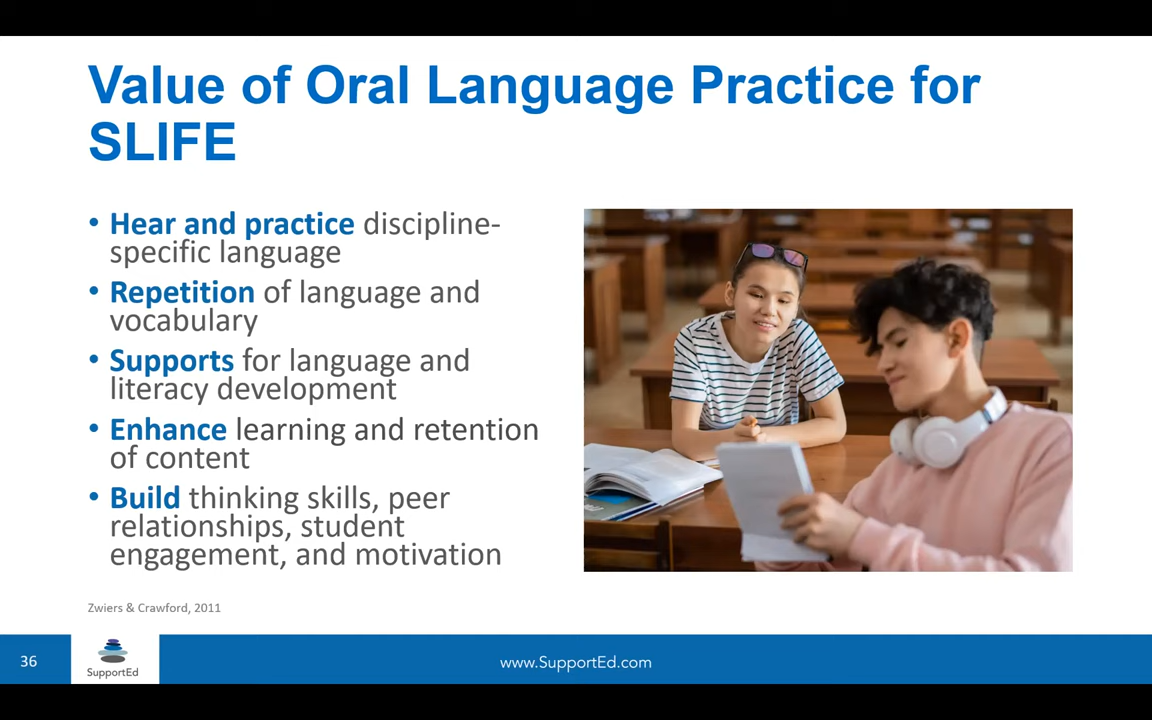 Value of Oral Language Practice for
SLIFE
• Hear and practice discipline-
specific language
• Repetition of language and
vocabulary
• Supports for language and
literacy development
• Enhance learning and retention
of content
• Build thinking skills, peer
relationships, student
engagement, and motivation
Zwiers & Crawford, 2011
36
SupportEd
www.SupportEd.com